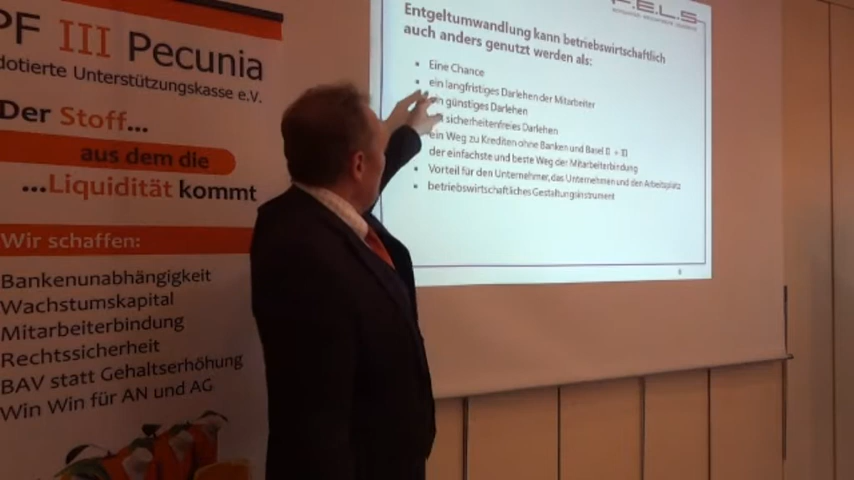 PF III Pecunia
dotierte Unterstützungskasse e.V.
Der Stoff...
aus dem die
...Liquidität kommt
Wir schaffen:
Bankenunabhängigkeit
Wachstumskapital
Mitarbeiterbindung
Rechtssicherheit
BAV statt Gehaltserhöhung
Win Win für AN und AG
F.E.L.S
Entgeltumwandlung kann betriebswirtschaftlich
auch anders genutzt werden als:
Eine Chance
ein langfristiges Darlehen der Mitarbeiter
ein günstiges Darlehen
sicherheitenfreies Darlehen
ein Weg zu Krediten ohne Banken und Basel II + III
der einfachste und beste Weg der Mitarbeiterbindung
Vorteil für den Unternehmer, das Unternehmen und den Arbeitsplatz
betriebswirtschaftliches Gestaltungsinstrument